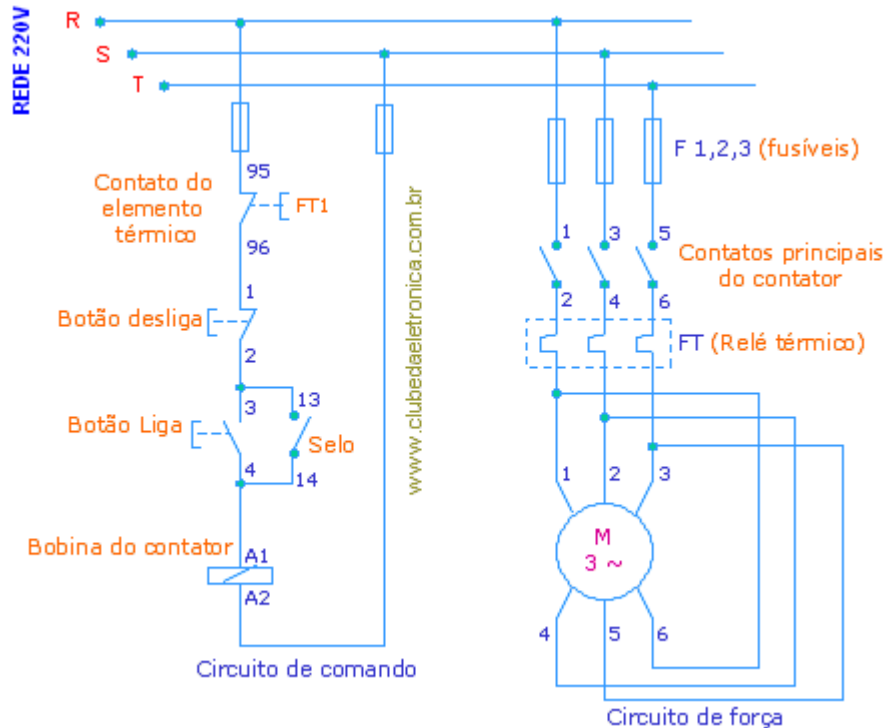 REDE 220V
R
S
T
F 1,2,3 (fusíveis)
95
Contato do
elemento
térmico
FT1
96
1
3
5
Contatos principais
do contator
2
4
6
1
Botão desliga
2
FT (Relé térmico)
3
13
Botão Liga
Selo
4
14
www.clubedaeletronica.com.br
1
2
3
M
3 ~
Bobina do contator
A1
A2
4
5
6
Circuito de comando
Circuito de força